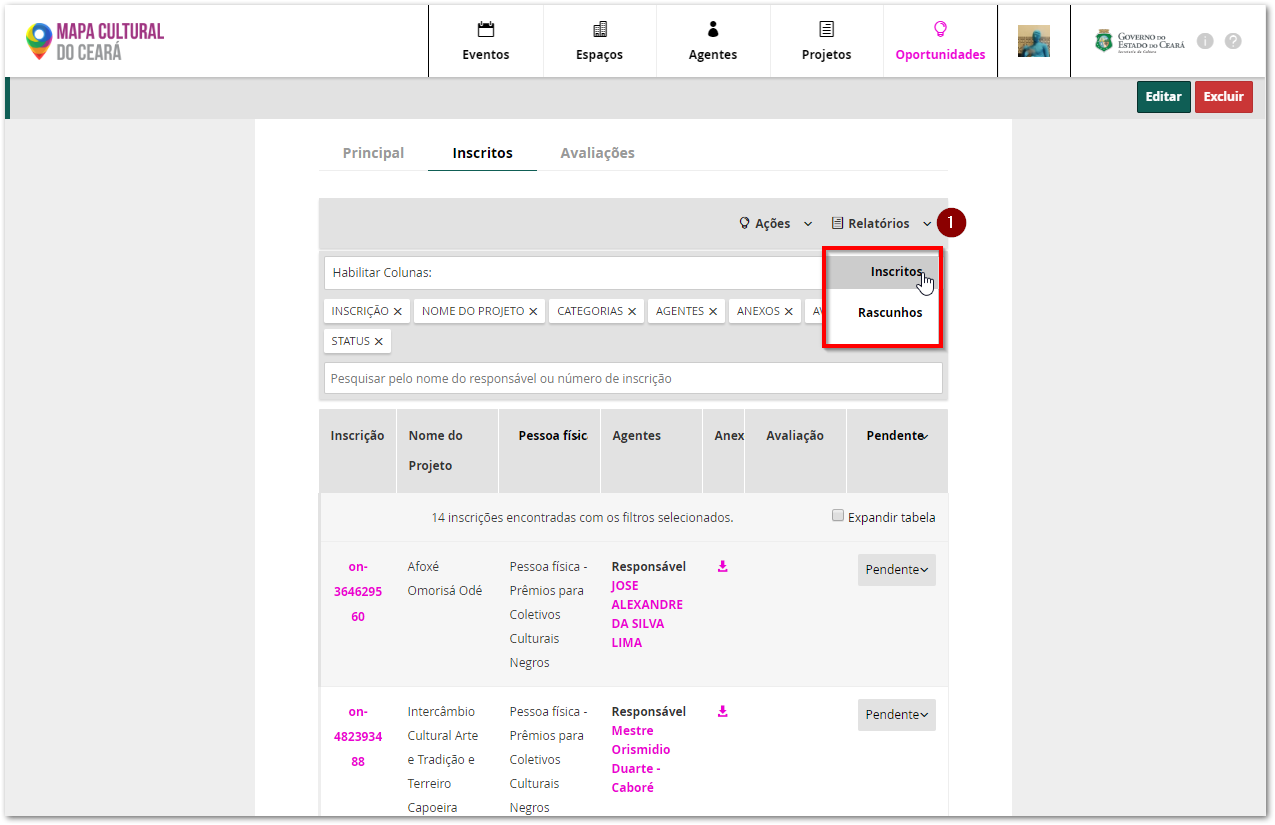 MAPA CULTURAL
DO CEARÁ
Eventos
Espaços
Agentes
Projetos
Oportunidades
GOVERNO DO
ESTADO DO CEARÁ
Secretaria da Cultura
i
?
Editar
Excluir
Principal
Inscritos
Avaliações
Ações
Relatórios
1
Habilitar Colunas:
Inscritos
Rascunhos
INSCRIÇÃO ✕
NOME DO PROJETO ✕
CATEGORIAS ✕
AGENTES ✕
ANEXOS ✕
STATUS ✕
Pesquisar pelo nome do responsável ou número de inscrição
Inscrição
Nome do
Projeto
Pessoa físic
Agentes
Anex
Avaliação
Pendente
14 inscrições encontradas com os filtros selecionados.
Expandir tabela
on-
3646295
60
Afoxé
Omorisá Odé
Pessoa física -
Prêmios para
Coletivos
Culturais
Negros
Responsável
JOSE
ALEXANDRE
DA SILVA
LIMA
Pendente
on-
4823934
88
Intercâmbio
Cultural Arte
e Tradição e
Terreiro
Capoeira
Pessoa física -
Prêmios para
Coletivos
Culturais
Negros
Responsável
Mestre
Orismidio
Duarte -
Caboré
Pendente